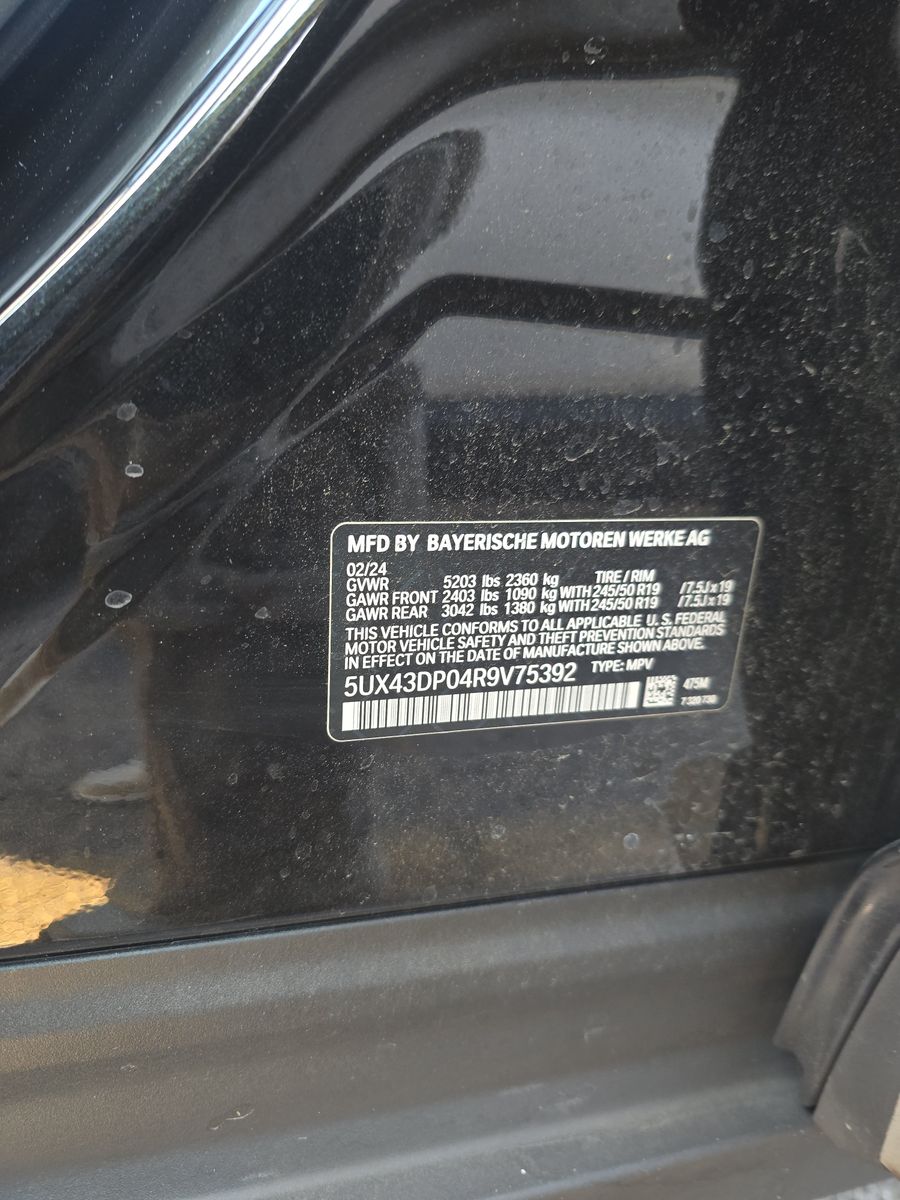 MFD BY BAYERISCHE MOTOREN WERKE AG
02/24
GVWR 5203 lbs 2360 kg TIRE / RIM
GAWR FRONT 2403 lbs 1090 kg WITH 245/50 R19 / 7.5J x 19
GAWR REAR 3042 lbs 1380 kg WITH 245/50 R19 / 7.5J x 19
THIS VEHICLE CONFORMS TO ALL APPLICABLE U. S. FEDERAL
MOTOR VEHICLE SAFETY AND THEFT PREVENTION STANDARDS
IN EFFECT ON THE DATE OF MANUFACTURE SHOWN ABOVE.
5UX43DP04R9V75392 TYPE: MPV
475M